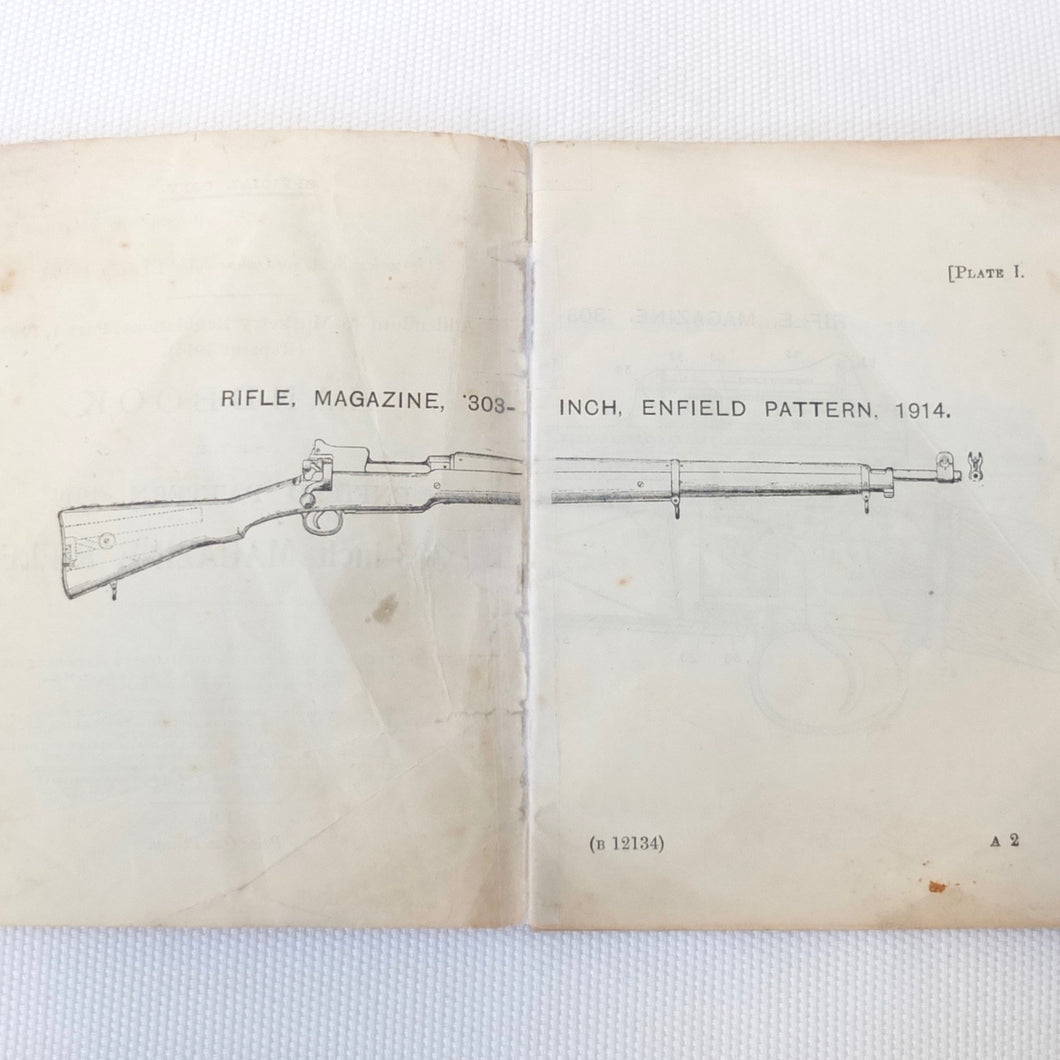 [PLATE I.
RIFLE, MAGAZINE, ·303-INCH, ENFIELD PATTERN, 1914.
(B 12134) A 2